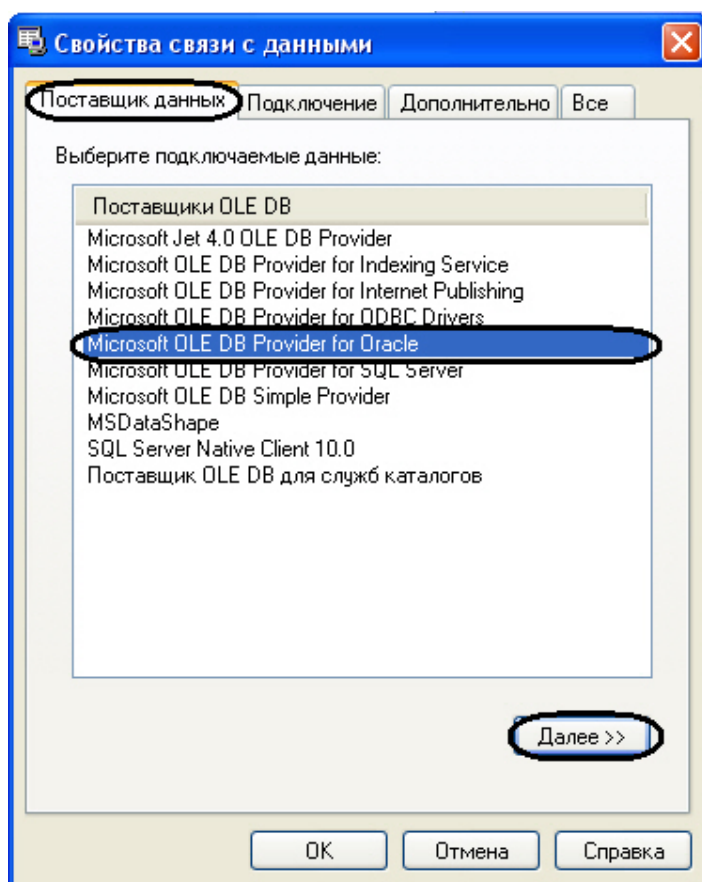 Свойства связи с данными
Поставщик данных Подключение Дополнительно Все
Выберите подключаемые данные:
Поставщики OLE DB
Microsoft Jet 4.0 OLE DB Provider
Microsoft OLE DB Provider for Indexing Service
Microsoft OLE DB Provider for Internet Publishing
Microsoft OLE DB Provider for ODBC Drivers
Microsoft OLE DB Provider for Oracle
Microsoft OLE DB Provider for SQL Server
Microsoft OLE DB Simple Provider
MSDataShape
SQL Server Native Client 10.0
Поставщик OLE DB для служб каталогов
Далее >>
OK Отмена Справка